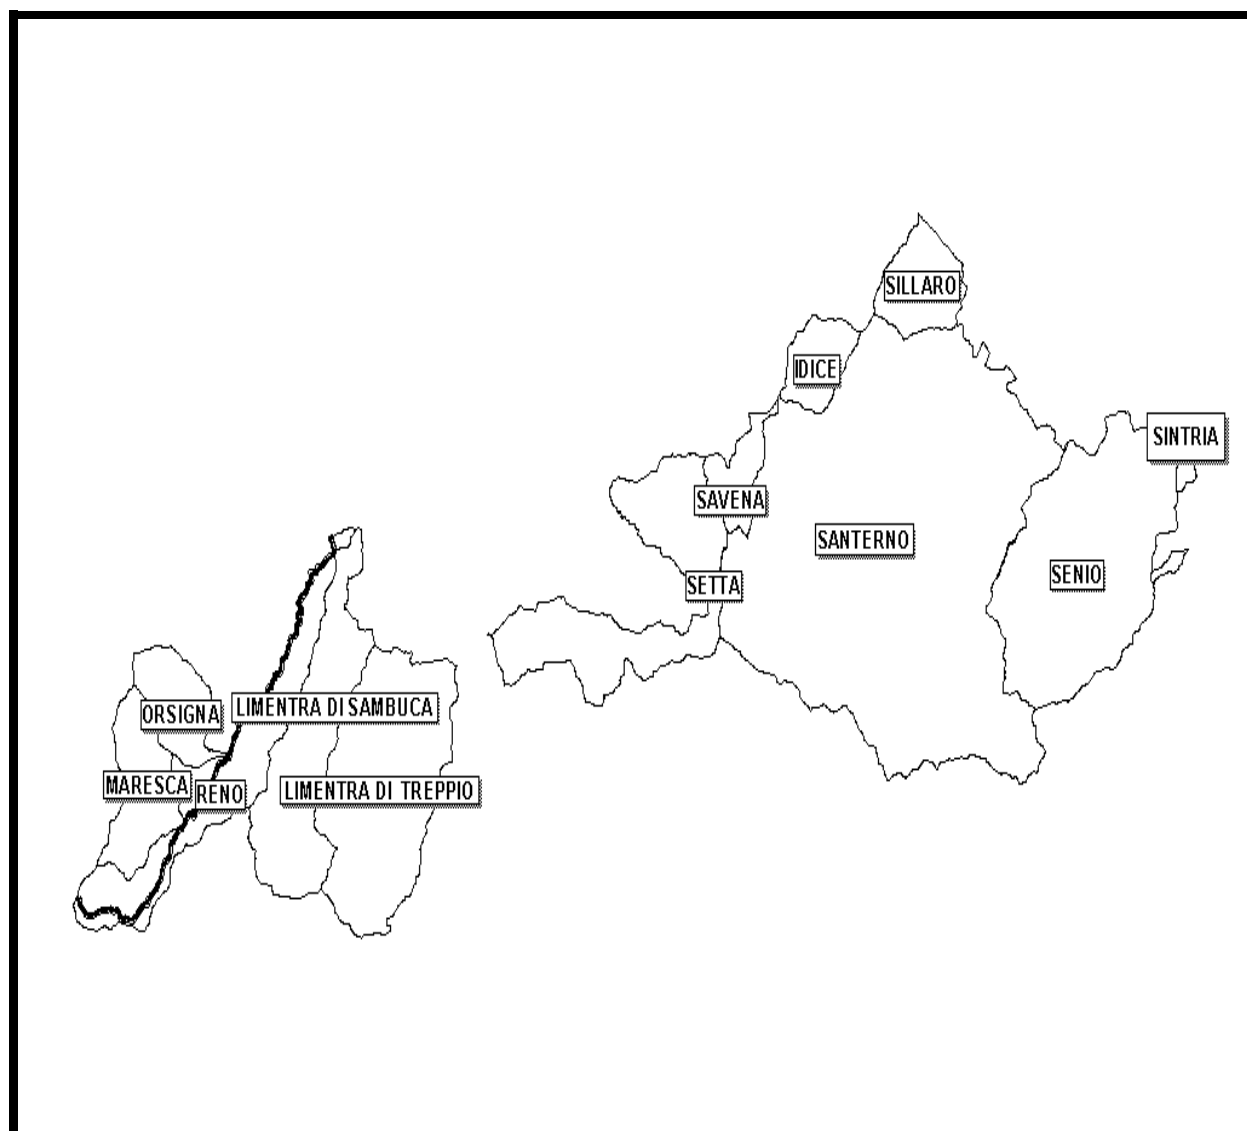 SILLARO
IDICE
SINTRIA
SAVENA
SANTERNO
SENIO
SETTA
ORSIGNA
LIMENTRA DI SAMBUCA
MARESCA
RENO
LIMENTRA DI TREPPIO